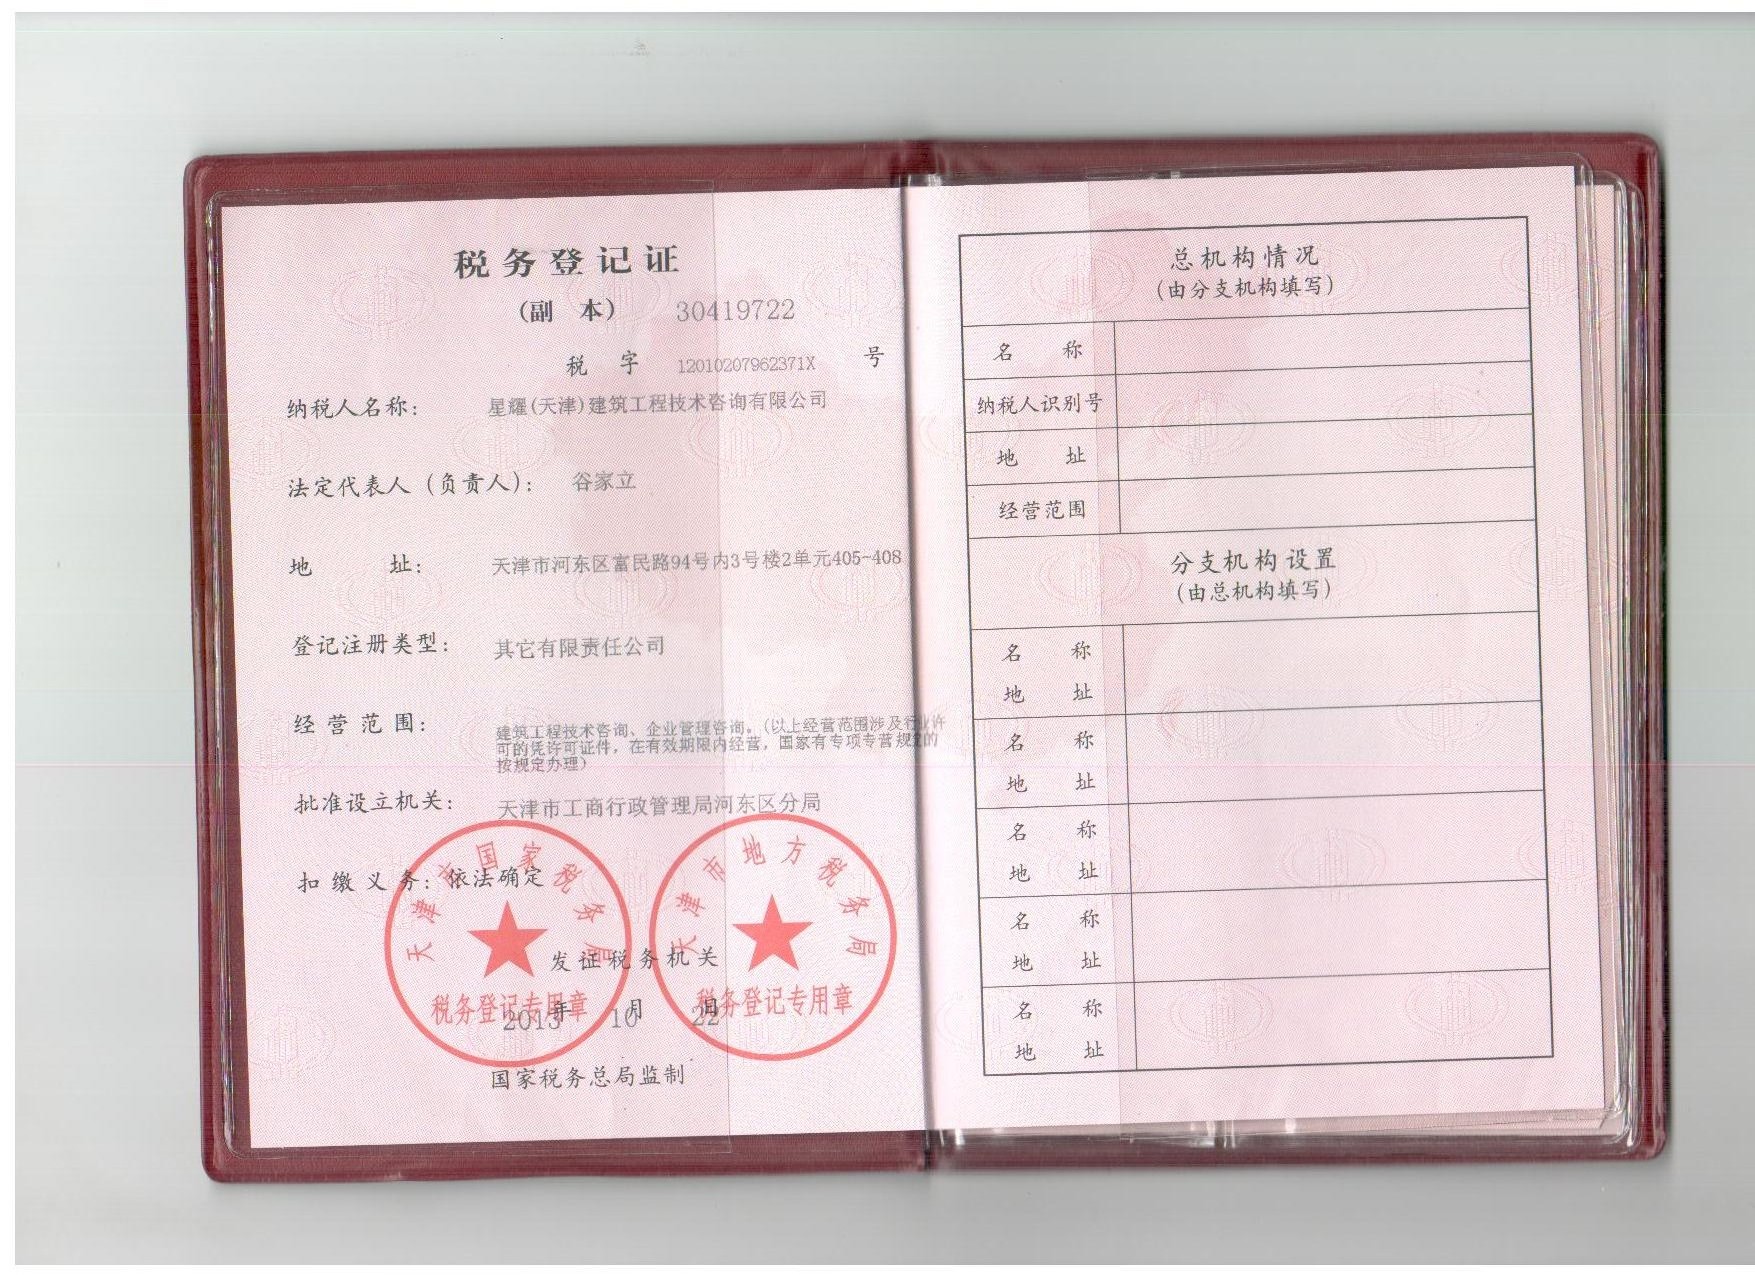 税务登记证
(副 本) 30419722
税 字 12010207962371X 号
纳税人名称: 星耀(天津)建筑工程技术咨询有限公司
法定代表人(负责人): 谷家立
地 址: 天津市河东区富民路94号内3号楼2单元405-408
登记注册类型: 其它有限责任公司
经营范围: 建筑工程技术咨询、企业管理咨询。(以上经营范围涉及行业许
可的凭许可证件,在有效期限内经营,国家有专项专营规定的
按规定办理)
批准设立机关: 天津市工商行政管理局河东区分局
扣缴义务: 依法确定
天津市国家税务局
税务登记专用章
天津市地方税务局
税务登记专用章
发证税务机关
2013年 10月 22日
国家税务总局监制
总机构情况
(由分支机构填写)
名 称
纳税人识别号
地 址
经营范围
分支机构设置
(由总机构填写)
名 称
地 址
名 称
地 址
名 称
地 址
名 称
地 址
名 称
地 址